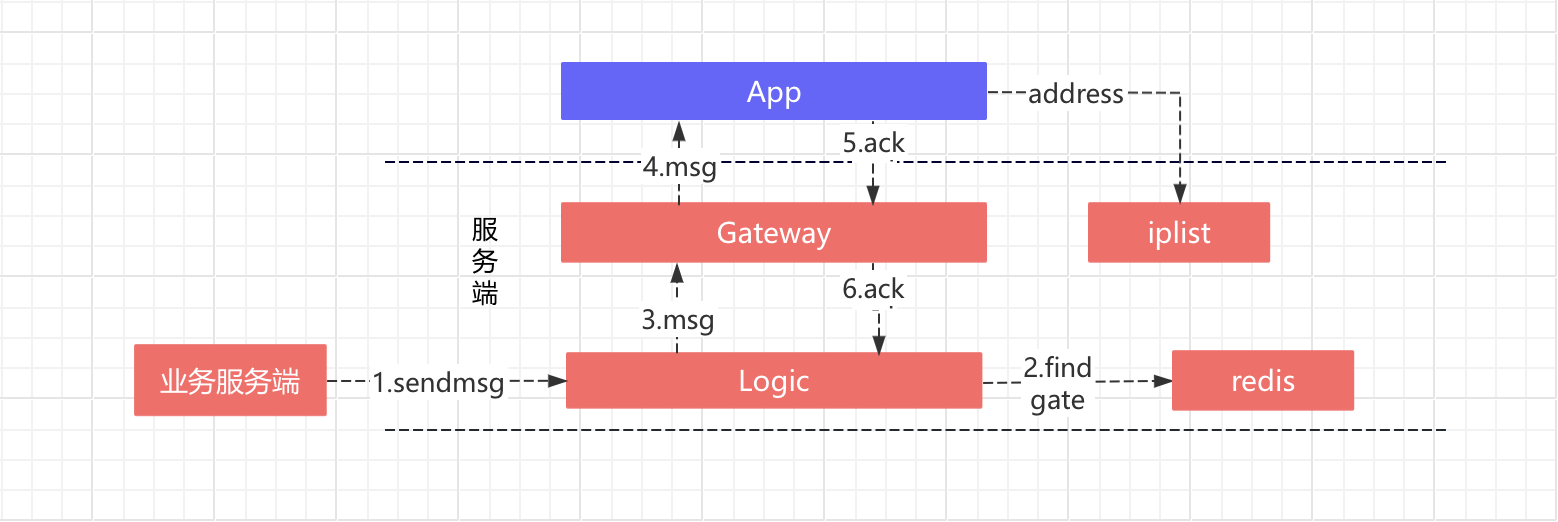 App
address
5.ack
4.msg
服
务
端
Gateway
iplist
6.ack
3.msg
业务服务端
1.sendmsg
Logic
2.find
gate
redis